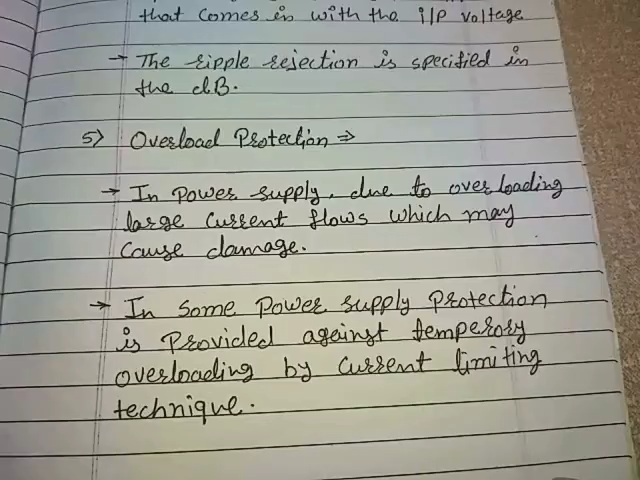 that comes in with the i/p voltage
→ The ripple rejection is specified in
the dB.
5) Overload Protection ⇒
→ In power supply, due to overloading
large current flows which may
cause damage.
→ In some power supply protection
is provided against temperory
overloading by current limiting
technique.